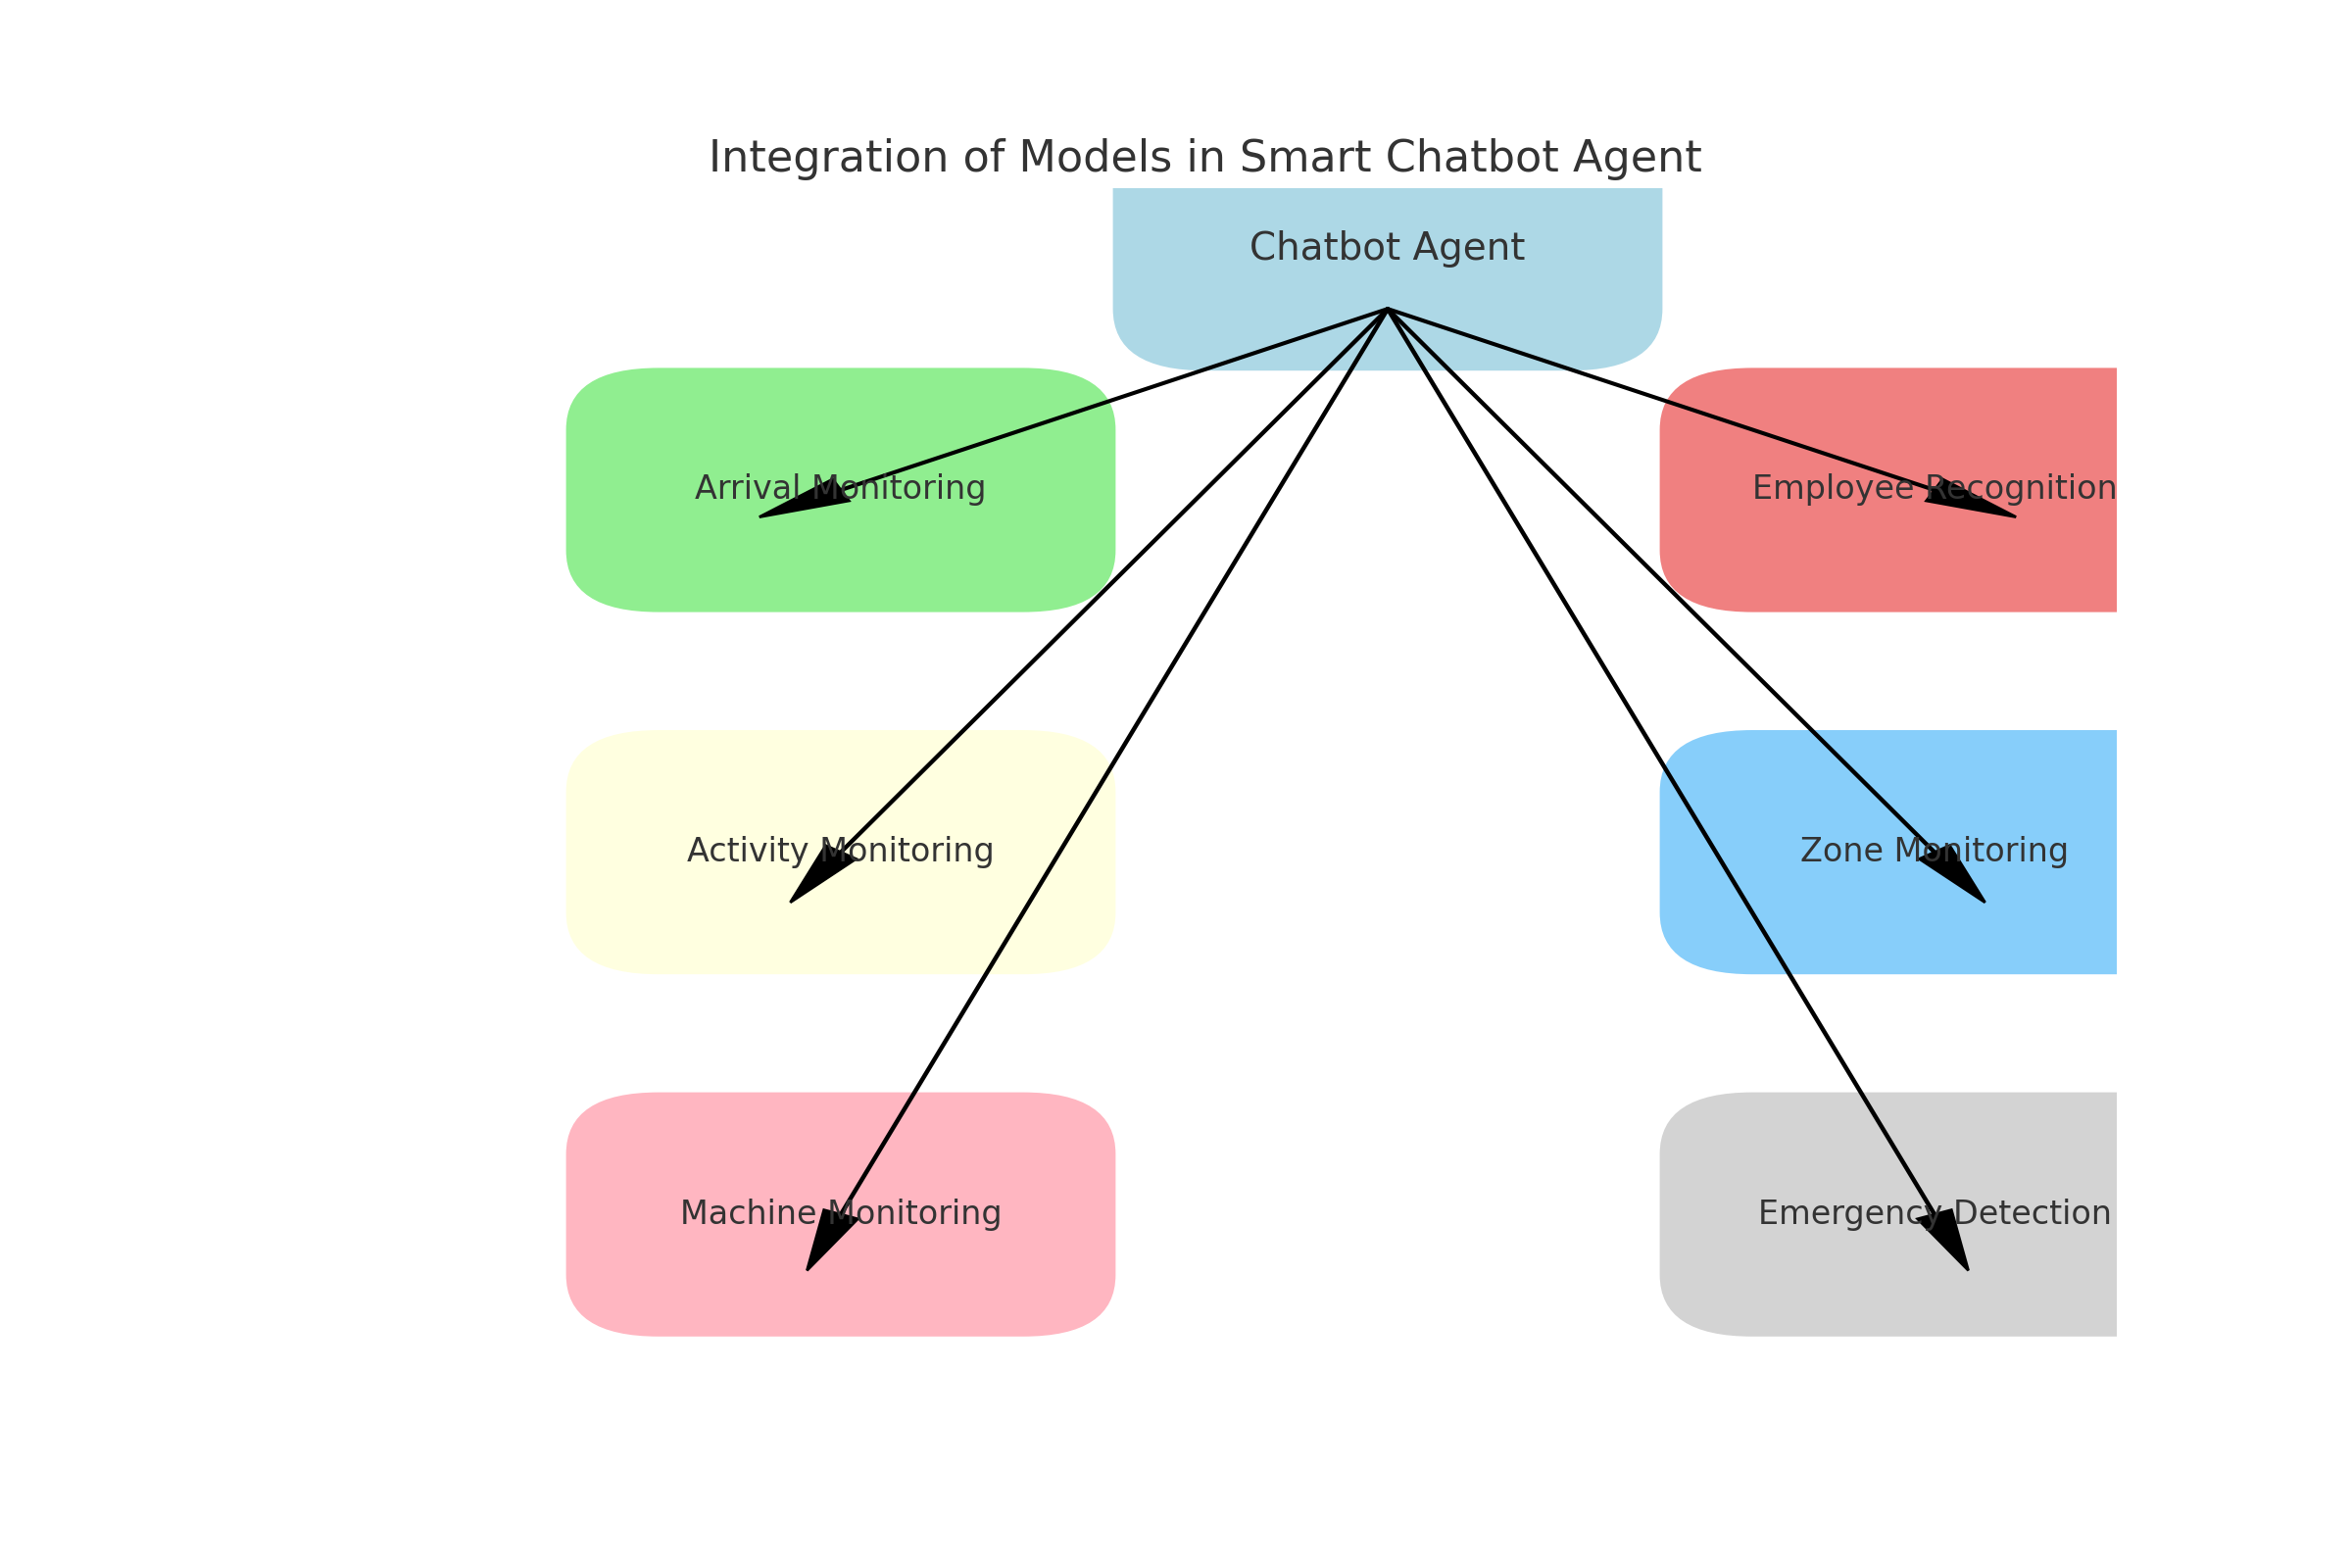 Integration of Models in Smart Chatbot Agent
Chatbot Agent
Arrival Monitoring
Employee Recognition
Activity Monitoring
Zone Monitoring
Machine Monitoring
Emergency Detection